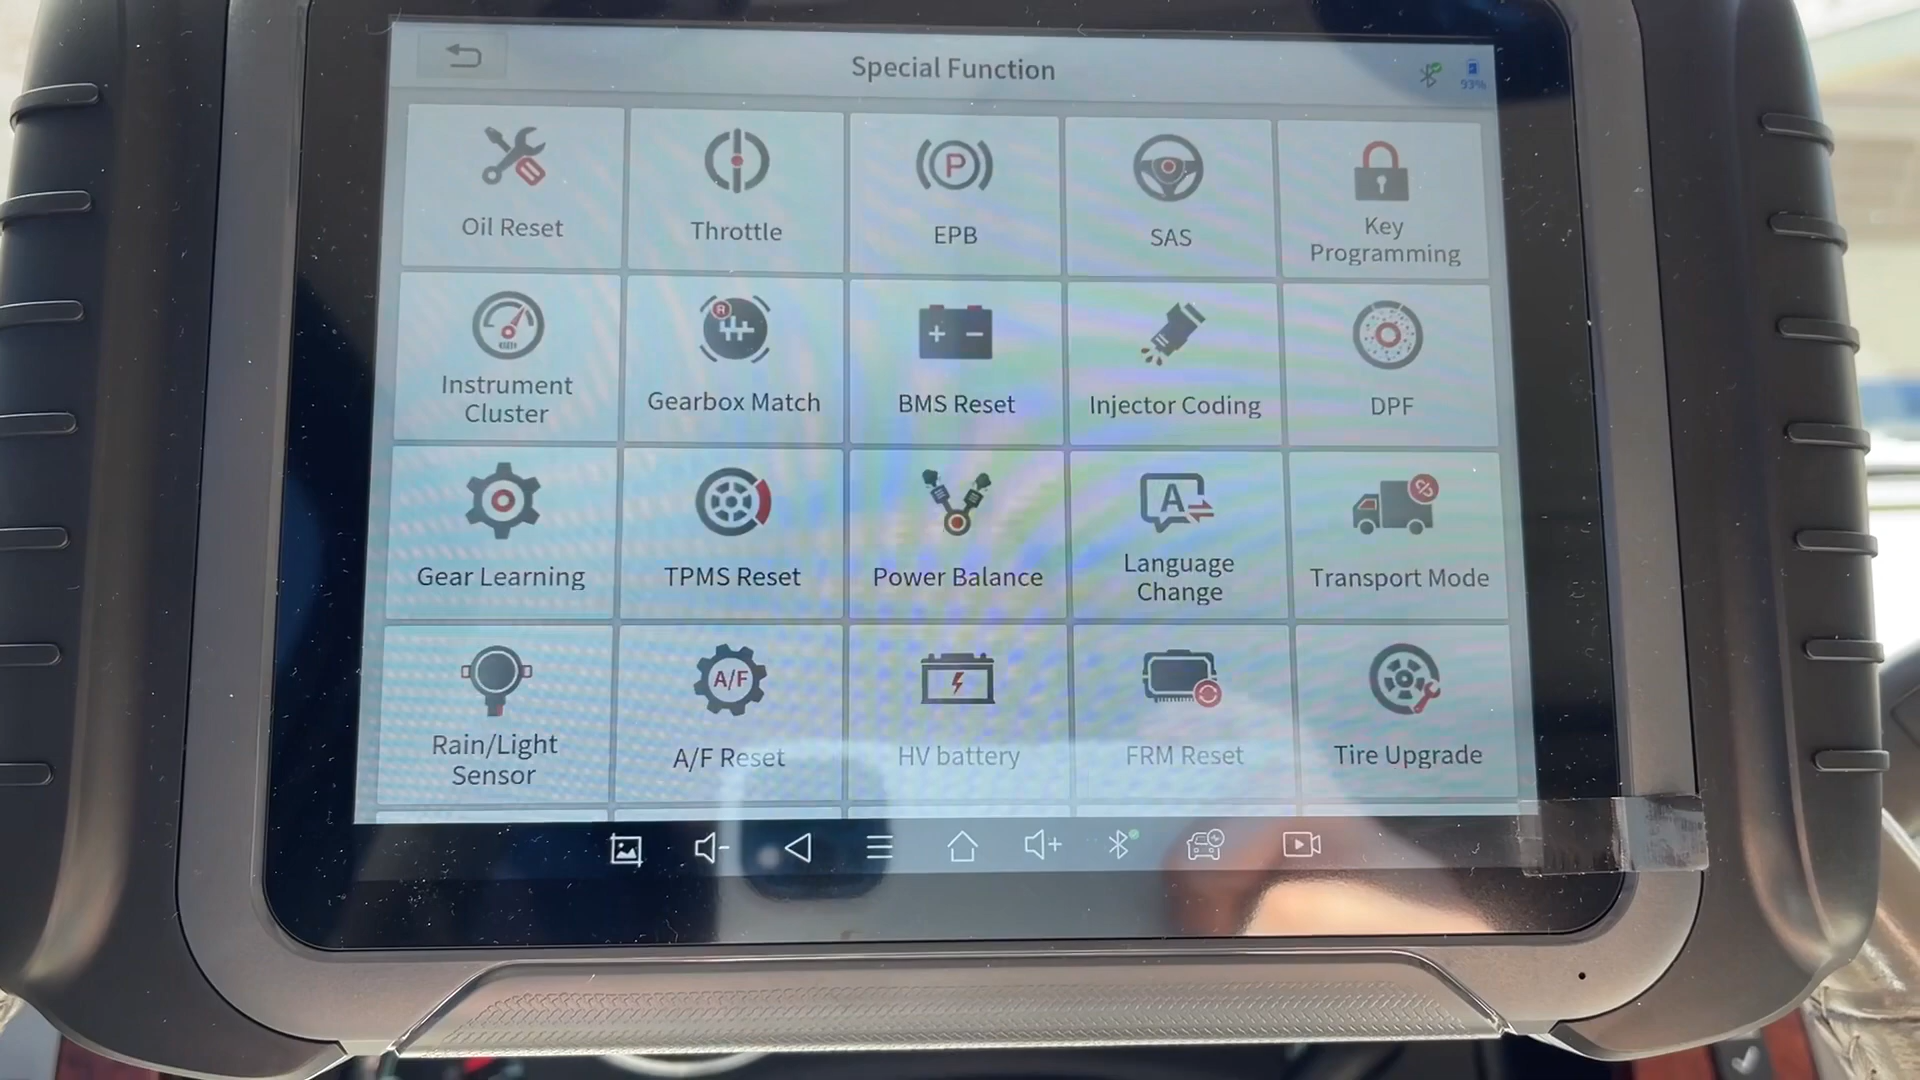 Special Function
93%
Oil Reset
Throttle
P
EPB
SAS
Key
Programming
Instrument
Cluster
R
Gearbox Match
+ −
BMS Reset
Injector Coding
DPF
Gear Learning
TPMS Reset
Power Balance
A
Language
Change
Transport Mode
Rain/Light
Sensor
A/F
A/F Reset
HV battery
FRM Reset
Tire Upgrade